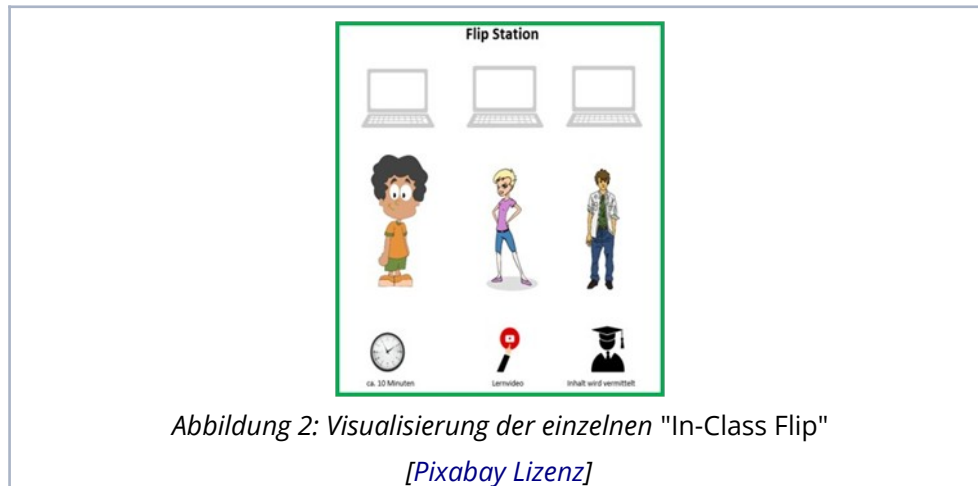 Flip Station
ca. 10 Minuten
Lernvideo
Inhalt wird vermittelt
Abbildung 2: Visualisierung der einzelnen "In-Class Flip"
[Pixabay Lizenz]